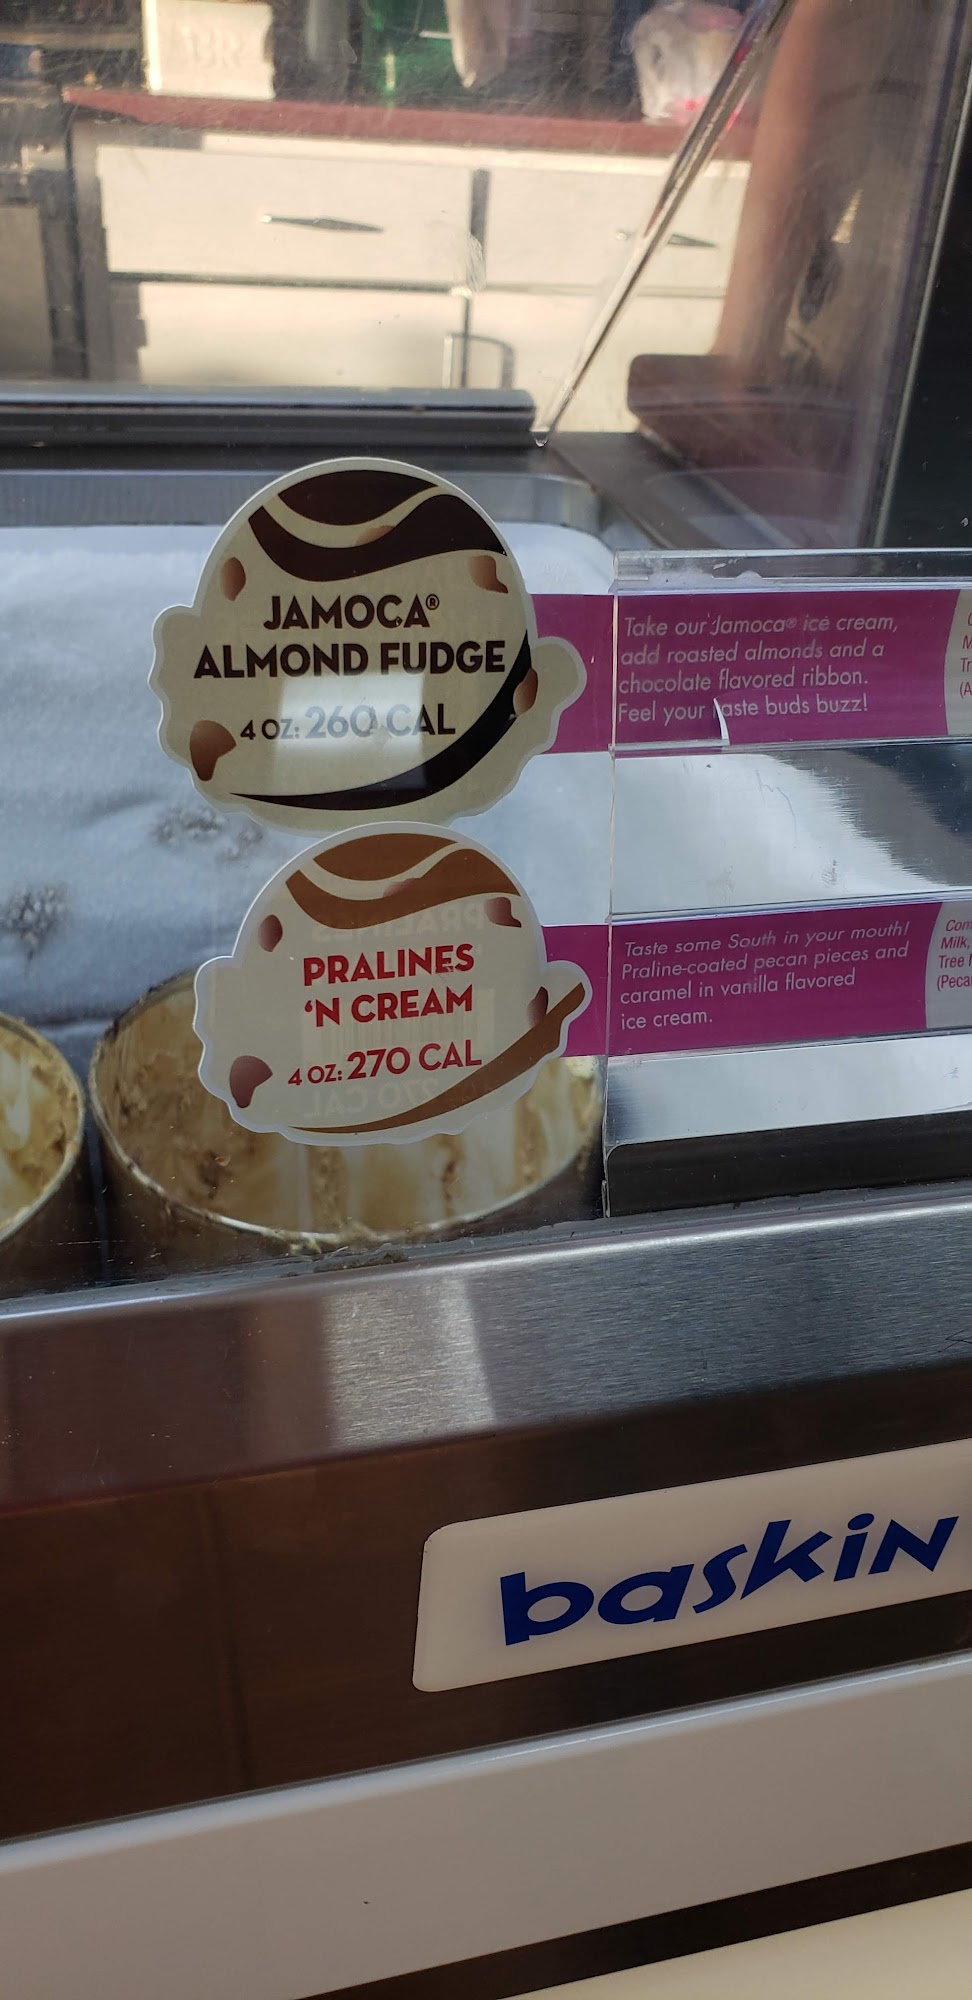 JAMOCA®
ALMOND FUDGE
4 OZ: 260 CAL
Take our Jamoca® ice cream,
add roasted almonds and a
chocolate flavored ribbon.
Feel your taste buds buzz!
PRALINES
'N CREAM
4 OZ: 270 CAL
Taste some South in your mouth!
Praline-coated pecan pieces and
caramel in vanilla flavored
ice cream.
Milk,
Tree
baskin